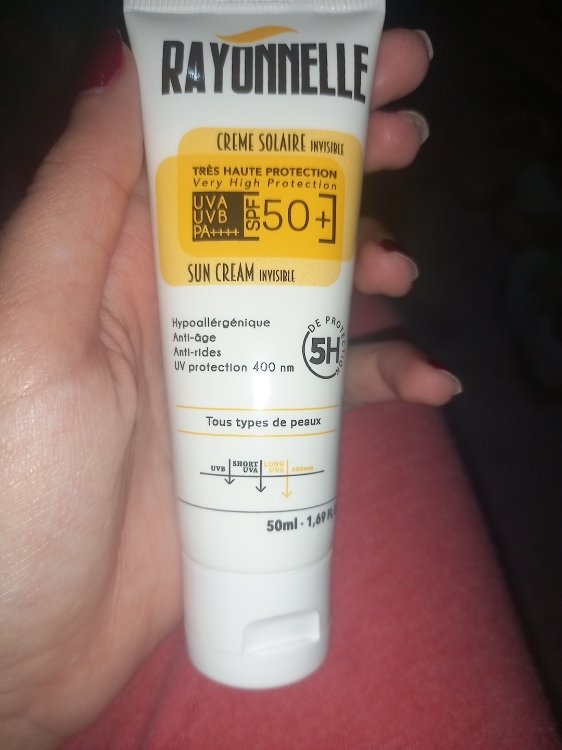 RAYONNELLE
CREME SOLAIRE INVISIBLE
TRÈS HAUTE PROTECTION
Very High Protection
UVA
UVB
PA++++
SPF 50+
SUN CREAM INVISIBLE
Hypoallérgénique
Anti-âge
Anti-rides
UV protection 400 nm
5H
DE PROTECTION
Tous types de peaux
UVB SHORT UVA LONG UVA 400nm
50ml - 1,69 FL